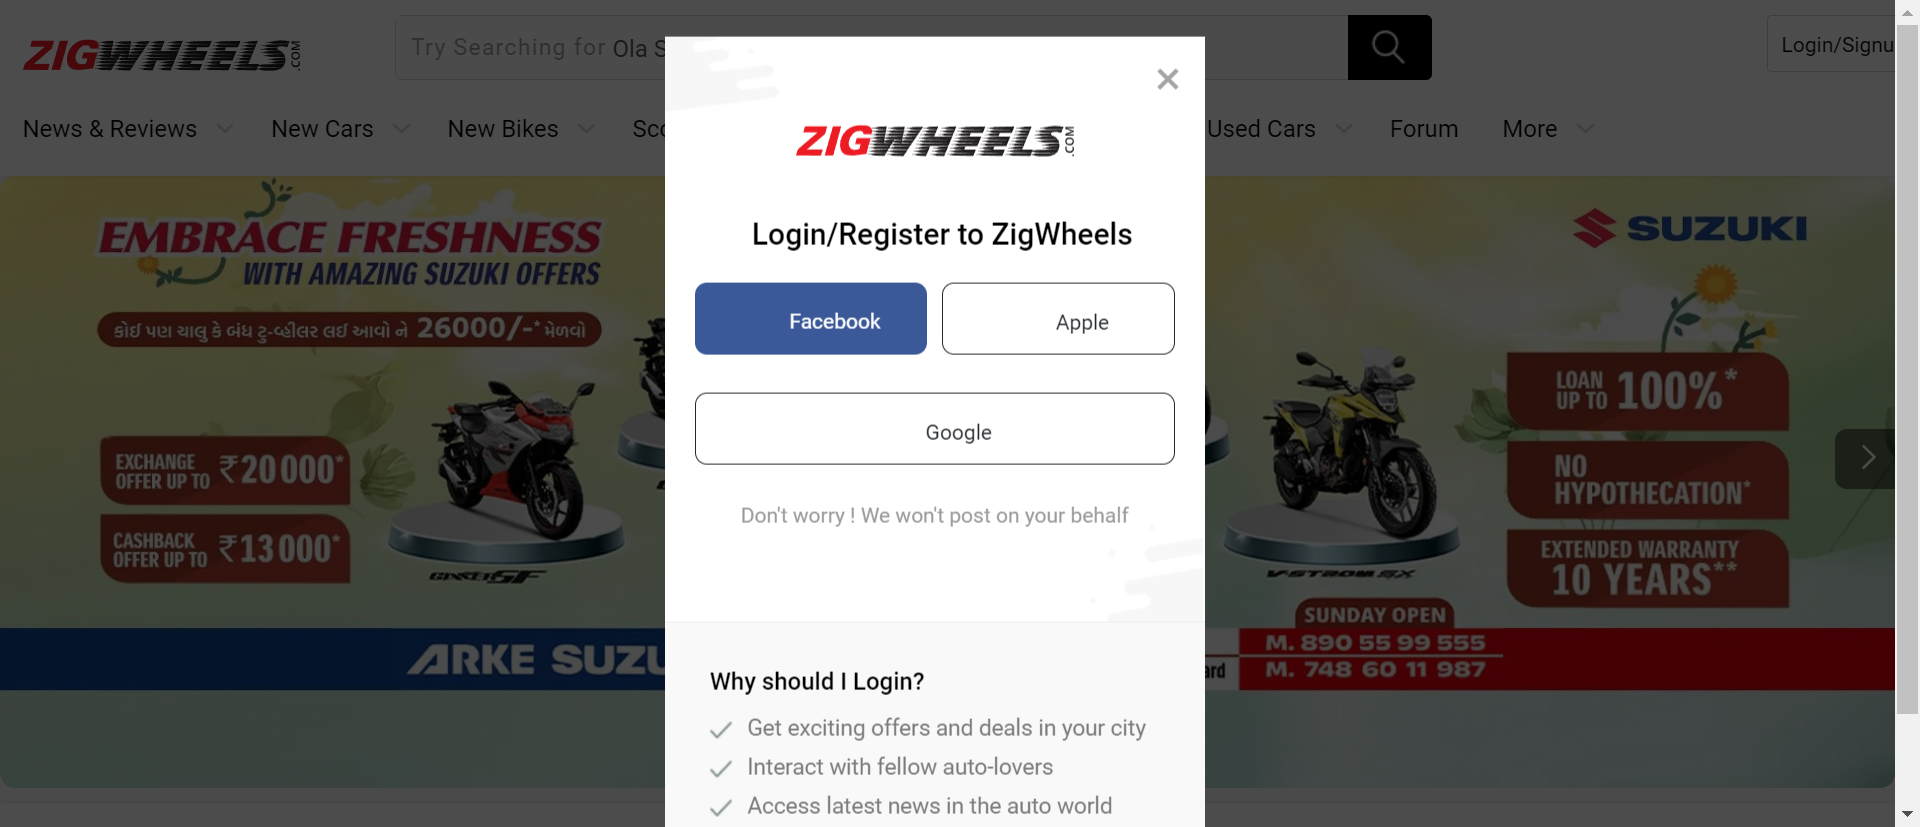 ZIGWHEELS.COM
Try Searching for Ola S
Login/Signu
News & Reviews
New Cars
New Bikes
Sco
Used Cars
Forum
More
ZIGWHEELS.COM
Login/Register to ZigWheels
Facebook
Apple
Google
Don't worry ! We won't post on your behalf
Why should I Login?
Get exciting offers and deals in your city
Interact with fellow auto-lovers
Access latest news in the auto world
EMBRACE FRESHNESS
WITH AMAZING SUZUKI OFFERS
કોઈ પણ ચાલુ કે બંધ ટુ-વ્હીલર લઈ આવો ને 26000/-* મેળવો
EXCHANGE
OFFER UP TO ₹20 000*
CASHBACK
OFFER UP TO ₹13 000*
GIXXER SF
ARKE SUZU
SUZUKI
LOAN
UP TO 100%*
NO
HYPOTHECATION*
EXTENDED WARRANTY
10 YEARS**
V-STROM SX
SUNDAY OPEN
M. 890 55 99 555
ard
M. 748 60 11 987